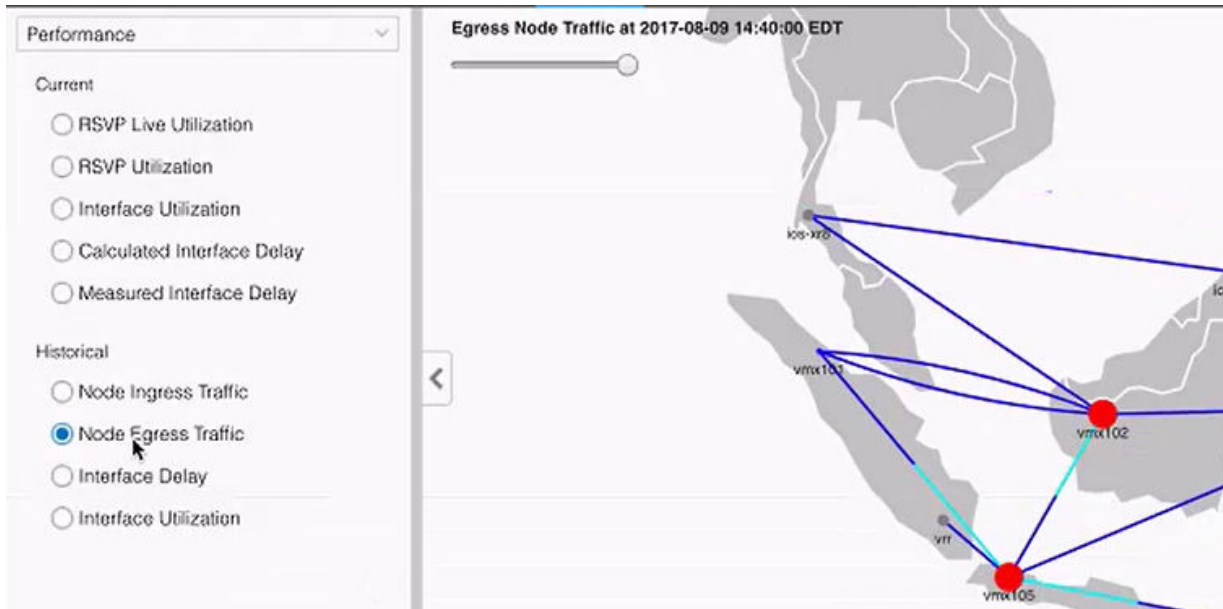 Performance
Current
RSVP Live Utilization
RSVP Utilization
Interface Utilization
Calculated Interface Delay
Measured Interface Delay
Historical
Node Ingress Traffic
Node Egress Traffic
Interface Delay
Interface Utilization
Egress Node Traffic at 2017-08-09 14:40:00 EDT
ios-xr8
vmx101
vmx102
vrr
vmx105